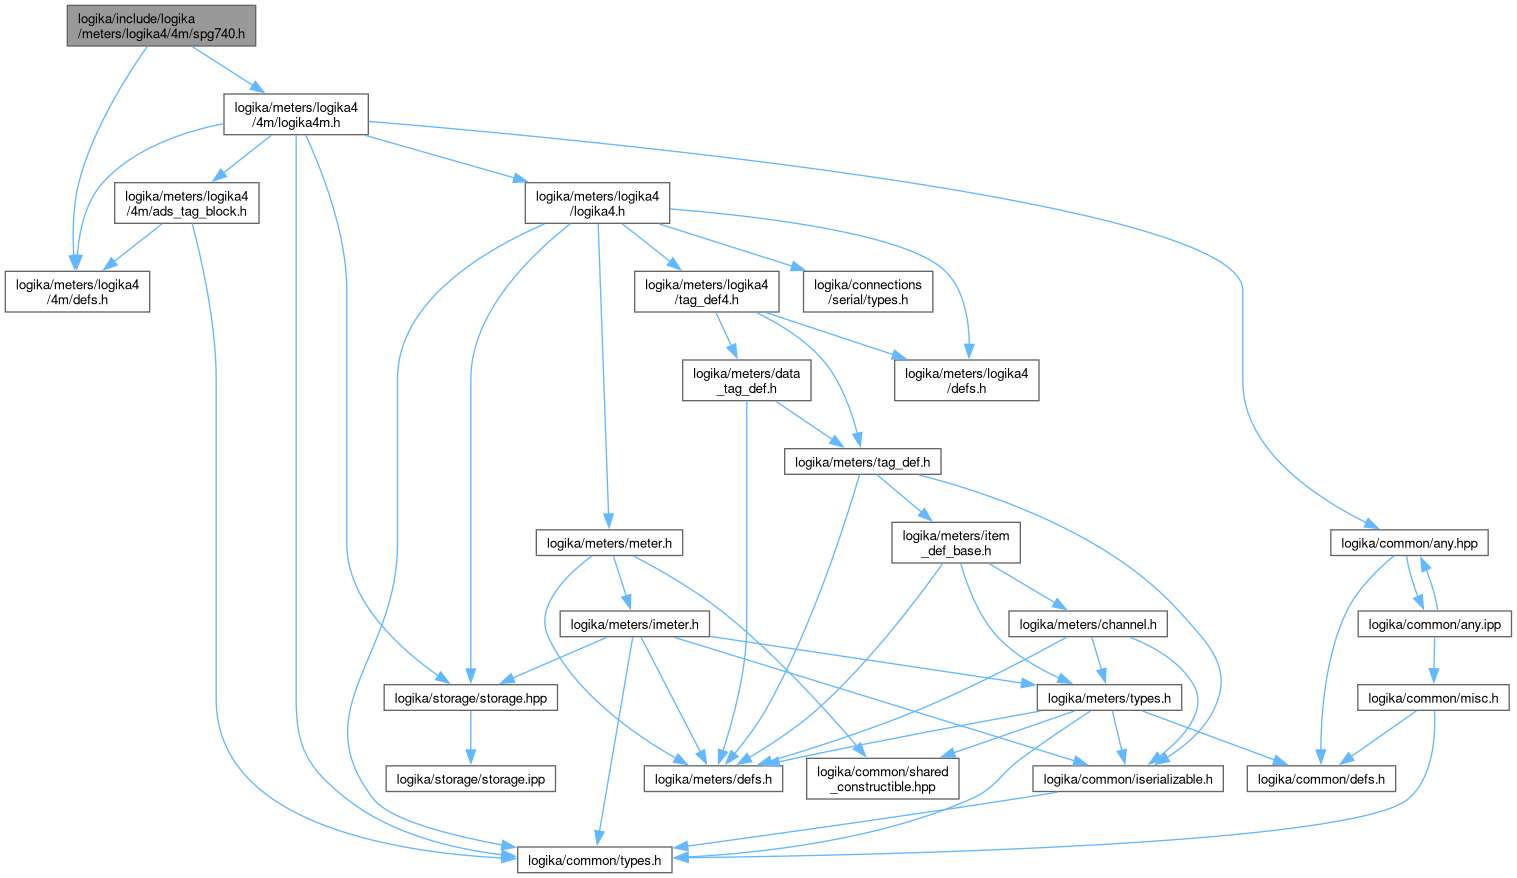 logika/include/logika
/meters/logika4/4m/spg740.h
logika/meters/logika4
/4m/logika4m.h
logika/meters/logika4
/4m/ads_tag_block.h
logika/meters/logika4
/logika4.h
logika/meters/logika4
/4m/defs.h
logika/meters/logika4
/tag_def4.h
logika/connections
/serial/types.h
logika/meters/data
_tag_def.h
logika/meters/logika4
/defs.h
logika/meters/tag_def.h
logika/meters/meter.h
logika/meters/item
_def_base.h
logika/common/any.hpp
logika/meters/imeter.h
logika/meters/channel.h
logika/common/any.ipp
logika/storage/storage.hpp
logika/meters/types.h
logika/common/misc.h
logika/storage/storage.ipp
logika/meters/defs.h
logika/common/shared
_constructible.hpp
logika/common/iserializable.h
logika/common/defs.h
logika/common/types.h